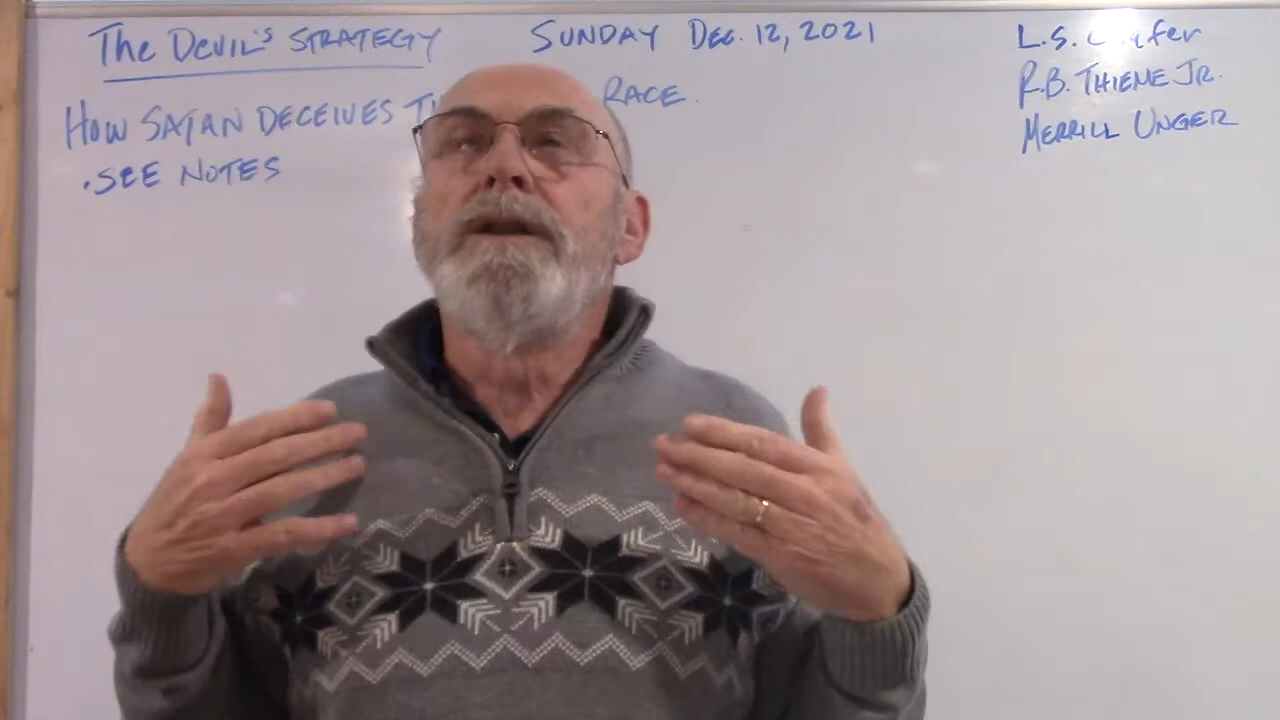 The Devil's STRATEGY
SUNDAY DEC. 12, 2021
HOW SATAN DECEIVES RACE.
• SEE NOTES
L.S.
R.B. THIEME JR.
MERRILL UNGER